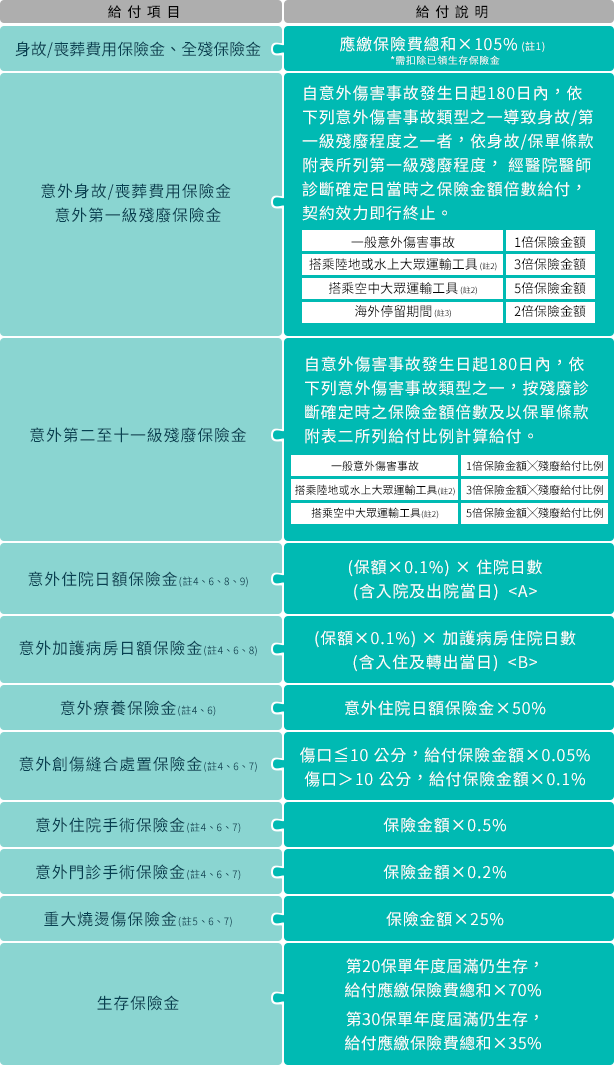 給付項目
給付說明
身故/喪葬費用保險金、全殘保險金
應繳保險費總和×105% (註1)
*需扣除已領生存保險金
意外身故/喪葬費用保險金
意外第一級殘廢保險金
自意外傷害事故發生日起180日內，依
下列意外傷害事故類型之一導致身故/第
一級殘廢程度之一者，依身故/保單條款
附表所列第一級殘廢程度， 經醫院醫師
診斷確定日當時之保險金額倍數給付，
契約效力即行終止。
一般意外傷害事故
1倍保險金額
搭乘陸地或水上大眾運輸工具 (註2)
3倍保險金額
搭乘空中大眾運輸工具 (註2)
5倍保險金額
海外停留期間 (註3)
2倍保險金額
意外第二至十一級殘廢保險金
自意外傷害事故發生日起180日內，依
下列意外傷害事故類型之一，按殘廢診
斷確定時之保險金額倍數及以保單條款
附表二所列給付比例計算給付。
一般意外傷害事故
1倍保險金額╳殘廢給付比例
搭乘陸地或水上大眾運輸工具(註2)
3倍保險金額╳殘廢給付比例
搭乘空中大眾運輸工具(註2)
5倍保險金額╳殘廢給付比例
意外住院日額保險金(註4、6、8、9)
(保額×0.1%) × 住院日數
(含入院及出院當日) <A>
意外加護病房日額保險金(註4、6、8)
(保額×0.1%) × 加護病房住院日數
(含入住及轉出當日) <B>
意外療養保險金(註4、6)
意外住院日額保險金×50%
意外創傷縫合處置保險金(註4、6、7)
傷口≦10 公分，給付保險金額×0.05%
傷口＞10 公分，給付保險金額×0.1%
意外住院手術保險金(註4、6、7)
保險金額×0.5%
意外門診手術保險金(註4、6、7)
保險金額×0.2%
重大燒燙傷保險金(註5、6、7)
保險金額×25%
生存保險金
第20保單年度屆滿仍生存，
給付應繳保險費總和×70%
第30保單年度屆滿仍生存，
給付應繳保險費總和×35%